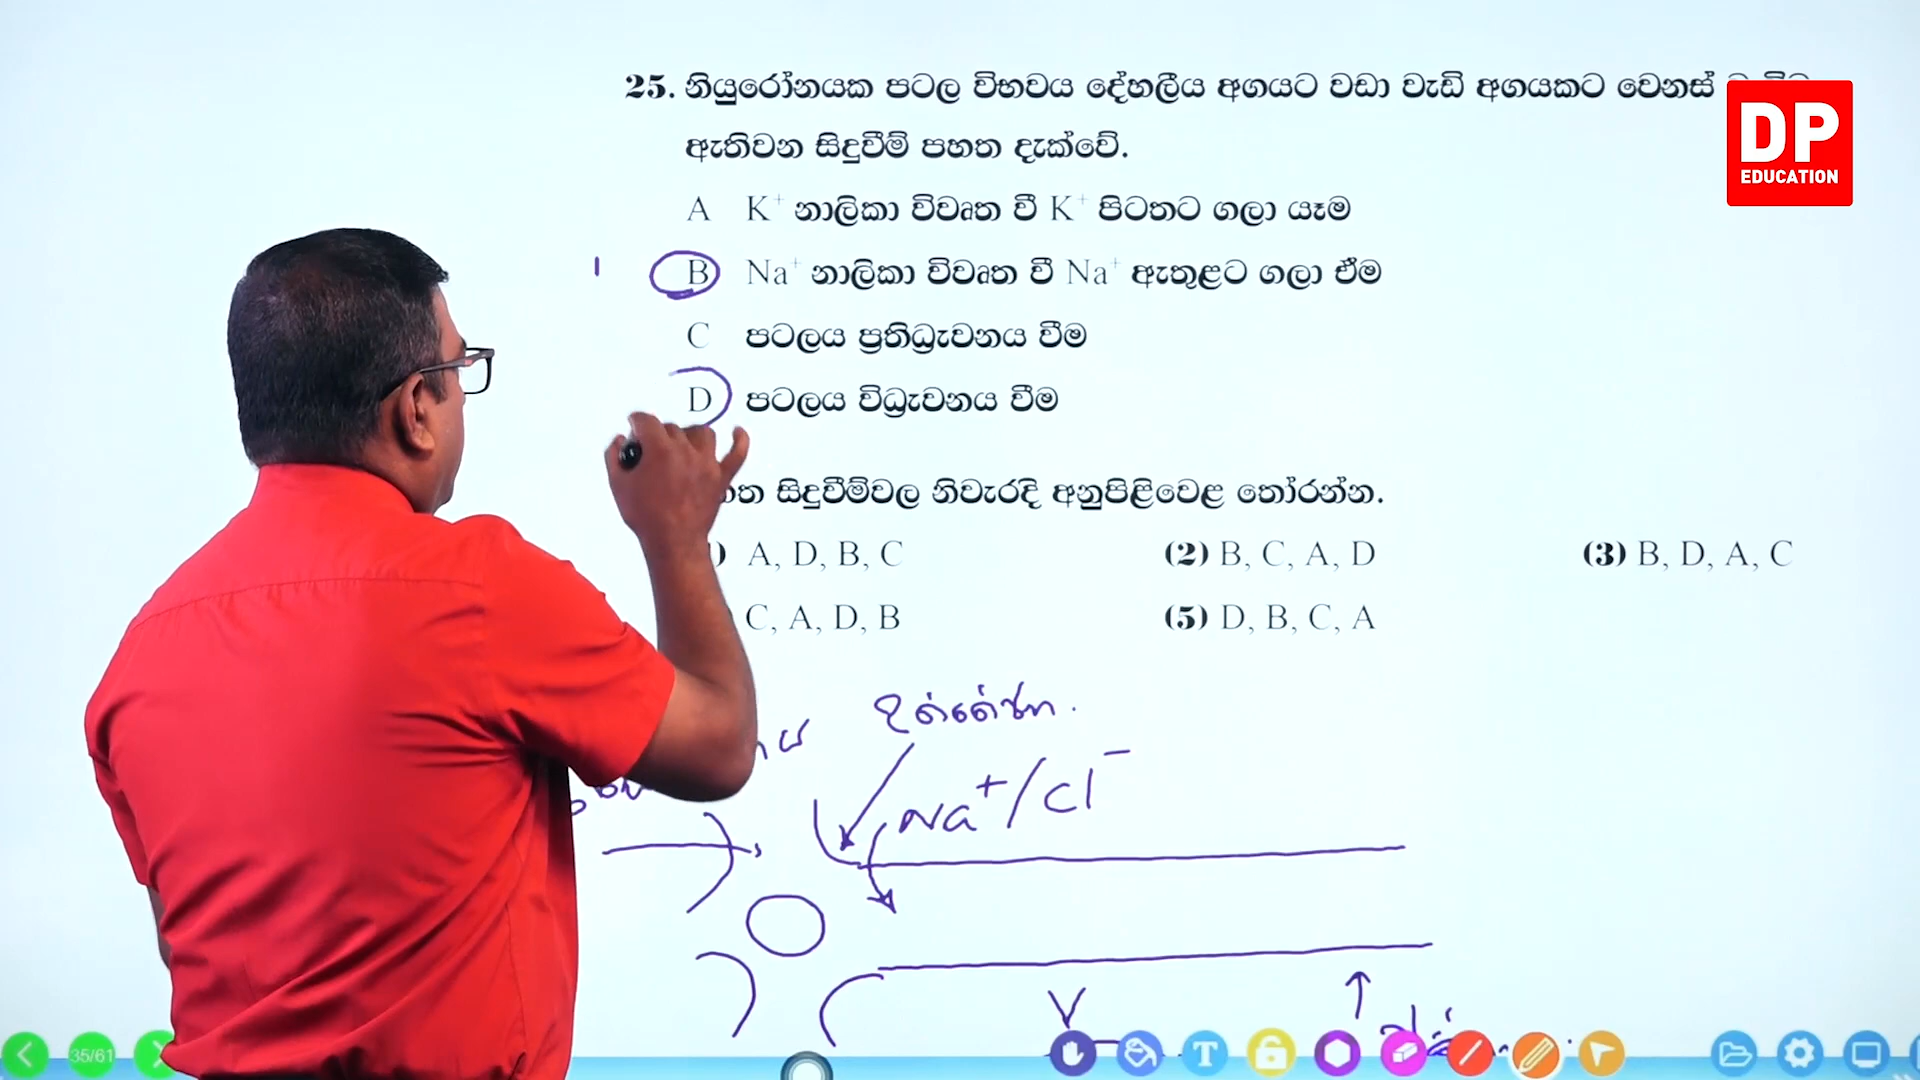 25. නියුරෝනයක පටල විභවය දේහලීය අගයට වඩා වැඩි අගයකට වෙනස්
DP
EDUCATION
ඇතිවන සිදුවීම් පහත දැක්වේ.
A K⁺ නාලිකා විවෘත වී K⁺ පිටතට ගලා යෑම
1 B Na⁺ නාලිකා විවෘත වී Na⁺ ඇතුළට ගලා ඒම
C පටලය ප්‍රතිධ්‍රැවනය වීම
D පටලය විධ්‍රැවනය වීම
සිදුවීම්වල නිවැරදි අනුපිළිවෙළ තෝරන්න.
A, D, B, C (2) B, C, A, D (3) B, D, A, C
C, A, D, B (5) D, B, C, A
Na⁺/Cl⁻
35/61
T